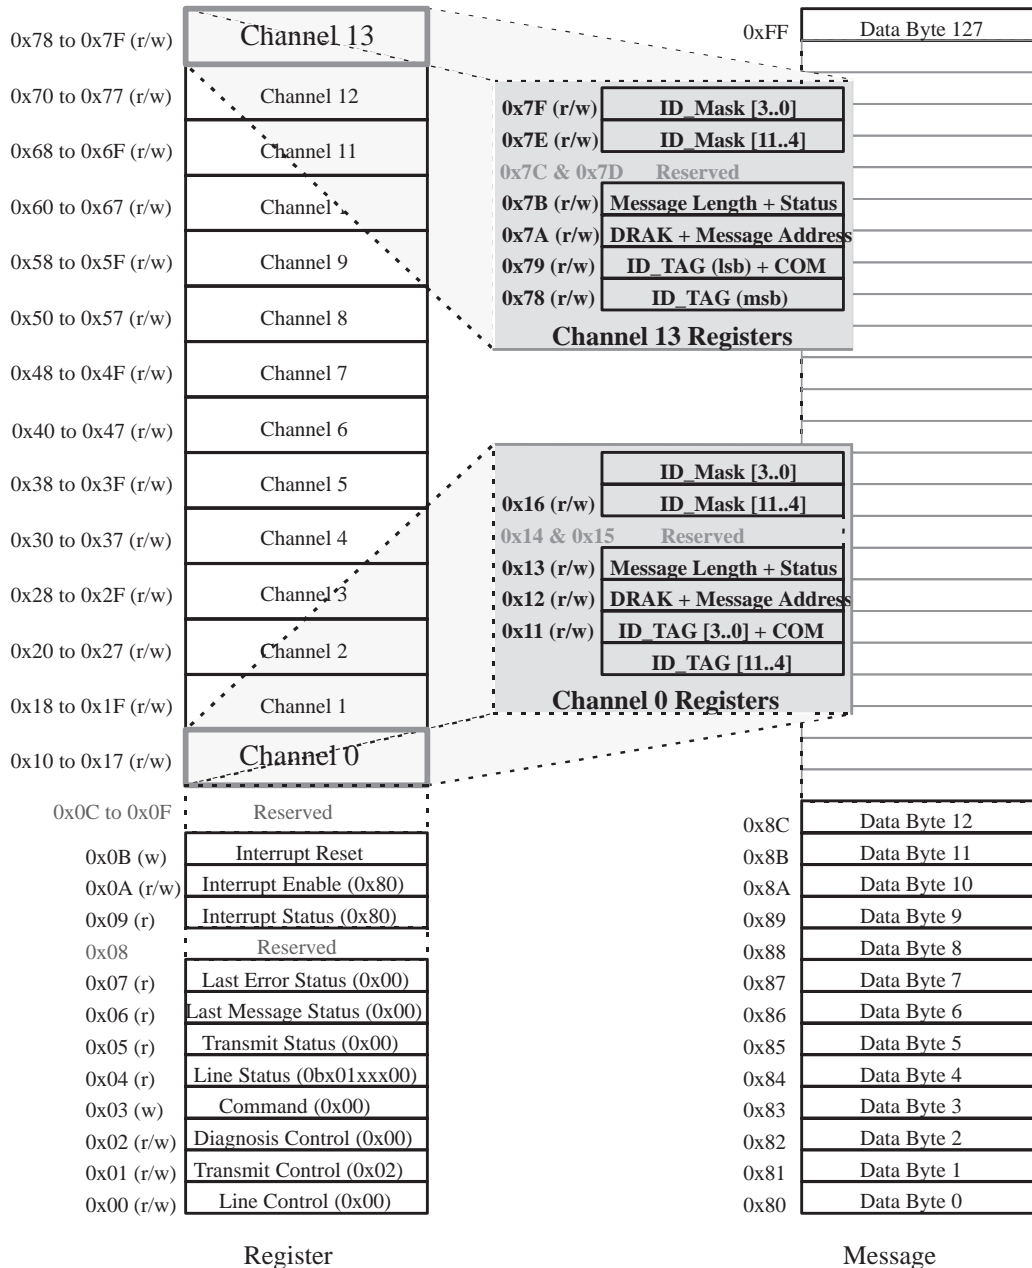 0x78 to 0x7F (r/w) Channel 13
0x70 to 0x77 (r/w) Channel 12
0x68 to 0x6F (r/w) Channel 11
0x60 to 0x67 (r/w) Channel
0x58 to 0x5F (r/w) Channel 9
0x50 to 0x57 (r/w) Channel 8
0x48 to 0x4F (r/w) Channel 7
0x40 to 0x47 (r/w) Channel 6
0x38 to 0x3F (r/w) Channel 5
0x30 to 0x37 (r/w) Channel 4
0x28 to 0x2F (r/w) Channel 3
0x20 to 0x27 (r/w) Channel 2
0x18 to 0x1F (r/w) Channel 1
0x10 to 0x17 (r/w) Channel 0
0x0C to 0x0F Reserved
0x0B (w) Interrupt Reset
0x0A (r/w) Interrupt Enable (0x80)
0x09 (r) Interrupt Status (0x80)
0x08 Reserved
0x07 (r) Last Error Status (0x00)
0x06 (r) Last Message Status (0x00)
0x05 (r) Transmit Status (0x00)
0x04 (r) Line Status (0bx01xxx00)
0x03 (w) Command (0x00)
0x02 (r/w) Diagnosis Control (0x00)
0x01 (r/w) Transmit Control (0x02)
0x00 (r/w) Line Control (0x00)
Register
0x7F (r/w) ID_Mask [3..0]
0x7E (r/w) ID_Mask [11..4]
0x7C & 0x7D Reserved
0x7B (r/w) Message Length + Status
0x7A (r/w) DRAK + Message Address
0x79 (r/w) ID_TAG (lsb) + COM
0x78 (r/w) ID_TAG (msb)
Channel 13 Registers
ID_Mask [3..0]
0x16 (r/w) ID_Mask [11..4]
0x14 & 0x15 Reserved
0x13 (r/w) Message Length + Status
0x12 (r/w) DRAK + Message Address
0x11 (r/w) ID_TAG [3..0] + COM
ID_TAG [11..4]
Channel 0 Registers
0xFF Data Byte 127
0x8C Data Byte 12
0x8B Data Byte 11
0x8A Data Byte 10
0x89 Data Byte 9
0x88 Data Byte 8
0x87 Data Byte 7
0x86 Data Byte 6
0x85 Data Byte 5
0x84 Data Byte 4
0x83 Data Byte 3
0x82 Data Byte 2
0x81 Data Byte 1
0x80 Data Byte 0
Message